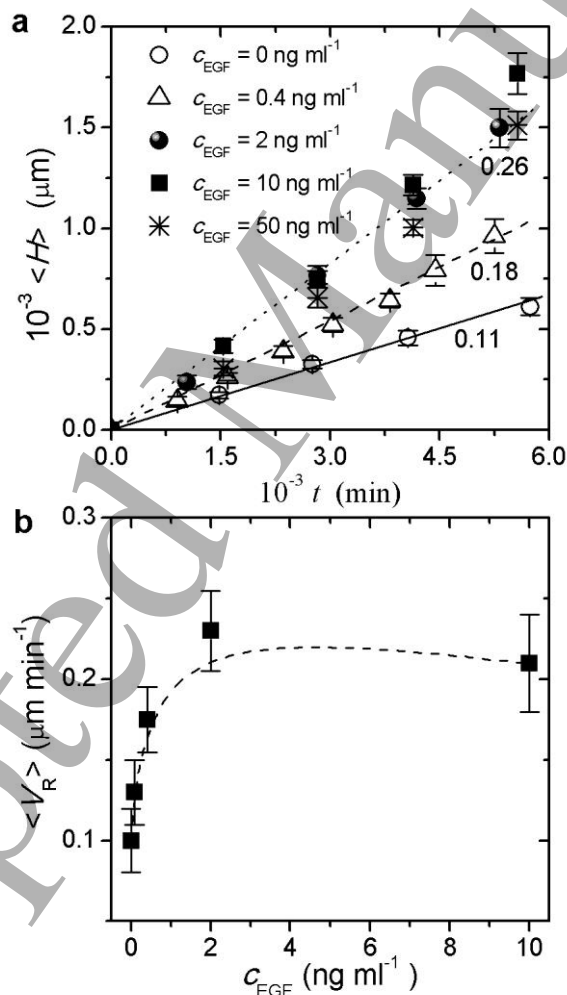 a
2.0
1.5
1.0
0.5
0.0
10⁻³ <H> (μm)
c_EGF = 0 ng ml⁻¹
c_EGF = 0.4 ng ml⁻¹
c_EGF = 2 ng ml⁻¹
c_EGF = 10 ng ml⁻¹
c_EGF = 50 ng ml⁻¹
0.26
0.18
0.11
0.0 1.5 3.0 4.5 6.0
10⁻³ t (min)
b
0.3
0.2
0.1
<V_R> (μm min⁻¹)
0 2 4 6 8 10
c_EGF (ng ml⁻¹)
pted Manu